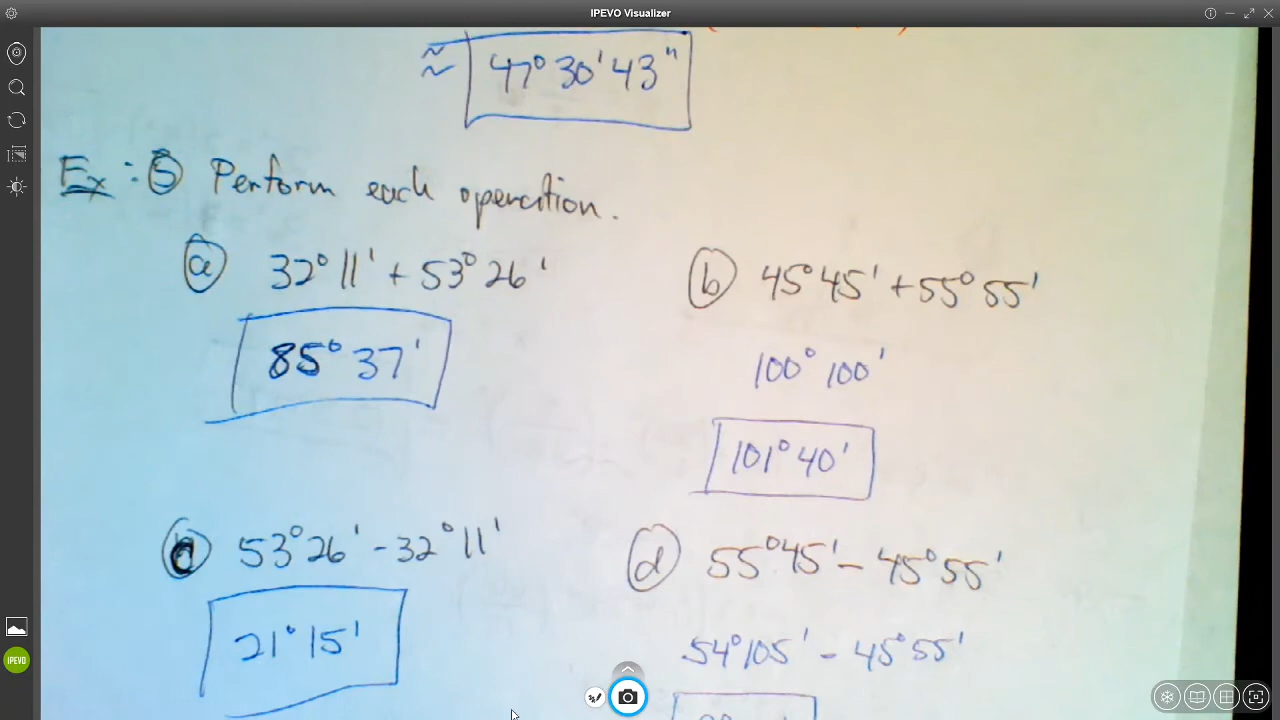 IPEVO Visualizer
≈ 47° 30' 43"
Ex: ⑤ Perform each operation.
ⓐ 32° 11' + 53° 26'
85° 37'
ⓑ 45° 45' + 55° 55'
100° 100'
101° 40'
ⓒ 53° 26' - 32° 11'
21° 15'
ⓓ 55° 45' - 45° 55'
54° 105' - 45° 55'
IPEVO